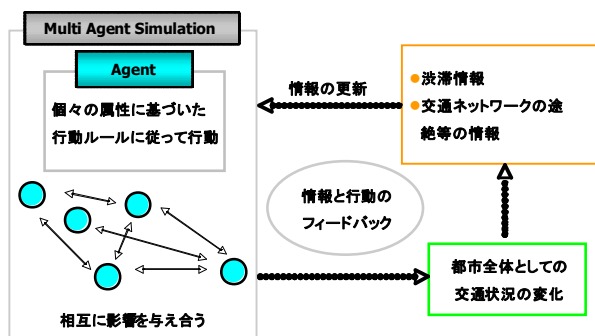 Multi Agent Simulation
Agent
個々の属性に基づいた
行動ルールに従って行動
相互に影響を与え合う
情報の更新
情報と行動の
フィードバック
●渋滞情報
●交通ネットワークの途
絶等の情報
都市全体としての
交通状況の変化